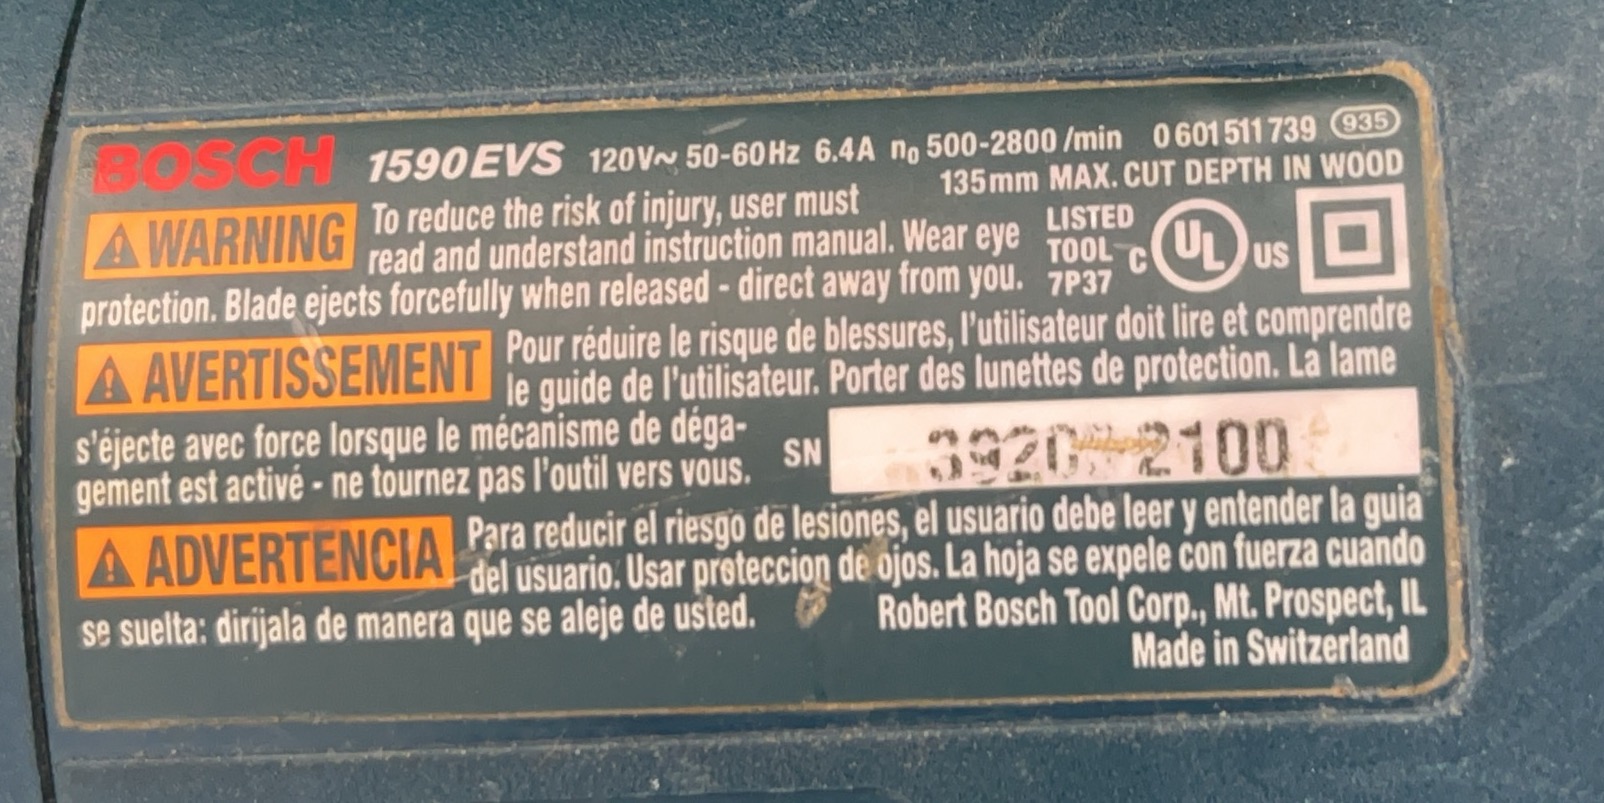 BOSCH 1590EVS 120V~ 50-60Hz 6.4A n₀ 500-2800/min 0 601 511 739 935
135mm MAX. CUT DEPTH IN WOOD
WARNING To reduce the risk of injury, user must
read and understand instruction manual. Wear eye
protection. Blade ejects forcefully when released - direct away from you.
LISTED
TOOL
7P37
C UL US
AVERTISSEMENT Pour réduire le risque de blessures, l'utilisateur doit lire et comprendre
le guide de l'utilisateur. Porter des lunettes de protection. La lame
s'éjecte avec force lorsque le mécanisme de déga-
gement est activé - ne tournez pas l'outil vers vous.
SN 2100
ADVERTENCIA Para reducir el riesgo de lesiones, el usuario debe leer y entender la guia
del usuario. Usar proteccion de ojos. La hoja se expele con fuerza cuando
se suelta: dirijala de manera que se aleje de usted.
Robert Bosch Tool Corp., Mt. Prospect, IL
Made in Switzerland